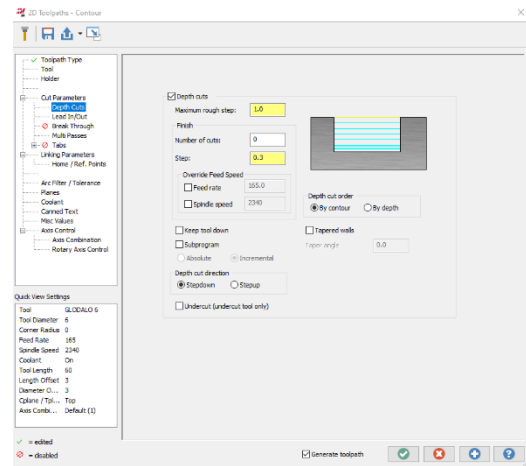 2D Toolpaths - Contour
Toolpath Type
Tool
Holder
Cut Parameters
Depth Cuts
Lead In/Out
Break Through
Multi Passes
Tabs
Linking Parameters
Home / Ref. Points
Arc Filter / Tolerance
Planes
Coolant
Canned Text
Misc Values
Axis Control
Axis Combination
Rotary Axis Control
Quick View Settings
Tool GLODALO 6
Tool Diameter 6
Corner Radius 0
Feed Rate 165
Spindle Speed 2340
Coolant On
Tool Length 60
Length Offset 3
Diameter O... 3
Cplane / Tpl... Top
Axis Combi... Default (1)
= edited
= disabled
Depth cuts
Maximum rough step: 1.0
Finish
Number of cuts: 0
Step: 0.3
Override Feed Speed
Feed rate 165.0
Spindle speed 2340
Depth cut order
By contour By depth
Keep tool down
Tapered walls
Subprogram
Taper angle 0.0
Absolute Incremental
Depth cut direction
Stepdown Stepup
Undercut (undercut tool only)
Generate toolpath